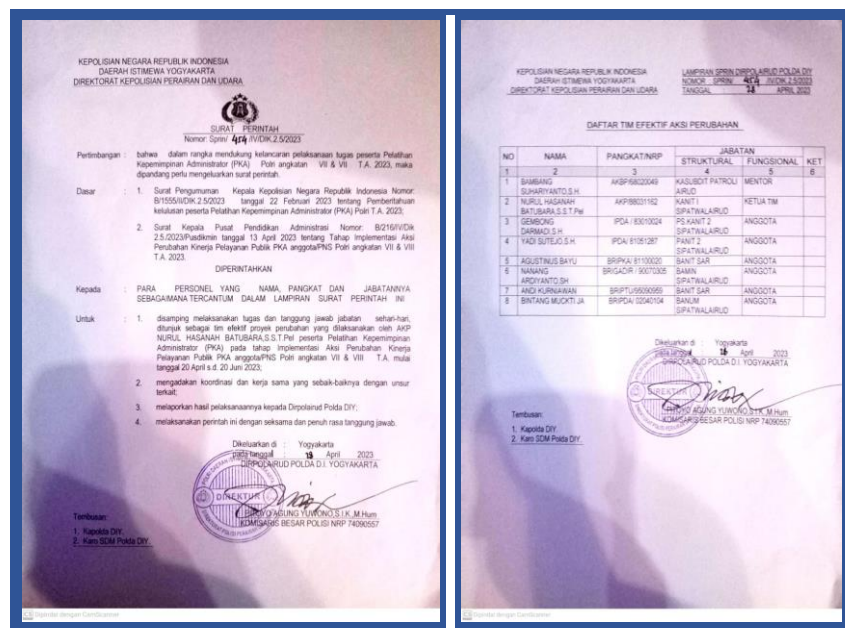 KEPOLISIAN NEGARA REPUBLIK INDONESIA
DAERAH ISTIMEWA YOGYAKARTA
DIREKTORAT KEPOLISIAN PERAIRAN DAN UDARA
SURAT PERINTAH
Nomor: Sprin/ 454 /IV/DIK.2.5/2023
Pertimbangan : bahwa dalam rangka mendukung kelancaran pelaksanaan tugas peserta Pelatihan
Kepemimpinan Administrator (PKA) Polri angkatan VII & VIII T.A. 2023, maka
dipandang perlu mengeluarkan surat perintah.
Dasar : 1. Surat Pengumuman Kepala Kepolisian Negara Republik Indonesia Nomor:
B/1555/II/DIK.2.5/2023 tanggal 22 Februari 2023 tentang Pemberitahuan
kelulusan peserta Pelatihan Kepemimpinan Administrator (PKA) Polri T.A. 2023;
2. Surat Kepala Pusat Pendidikan Administrasi Nomor: B/216/IV/Dik
2.5./2023/Pusdikmin tanggal 13 April 2023 tentang Tahap Implementasi Aksi
Perubahan Kinerja Pelayanan Publik PKA anggota/PNS Polri angkatan VII & VIII
T.A. 2023.
DIPERINTAHKAN
Kepada : PARA PERSONEL YANG NAMA, PANGKAT DAN JABATANNYA
SEBAGAIMANA TERCANTUM DALAM LAMPIRAN SURAT PERINTAH INI
Untuk : 1. disamping melaksanakan tugas dan tanggung jawab jabatan sehari-hari,
ditunjuk sebagai tim efektif proyek perubahan yang dilaksanakan oleh AKP
NURUL HASANAH BATUBARA,S.S.T.Pel peserta Pelatihan Kepemimpinan
Administrator (PKA) pada tahap Implementasi Aksi Perubahan Kinerja
Pelayanan Publik PKA anggota/PNS Polri angkatan VII & VIII T.A. mulai
tanggal 20 April s.d. 20 Juni 2023;
2. mengadakan koordinasi dan kerja sama yang sebaik-baiknya dengan unsur
terkait;
3. melaporkan hasil pelaksanaannya kepada Dirpolairud Polda DIY;
4. melaksanakan perintah ini dengan seksama dan penuh rasa tanggung jawab.
Dikeluarkan di : Yogyakarta
pada tanggal : 18 April 2023
DIRPOLAIRUD POLDA D.I. YOGYAKARTA
DIREKTUR
AGUNG YUWONO,S.I.K.,M.Hum
KOMISARIS BESAR POLISI NRP 74090557
Tembusan:
1. Kapolda DIY.
2. Karo SDM Polda DIY.
Dipindai dengan CamScanner
KEPOLISIAN NEGARA REPUBLIK INDONESIA
DAERAH ISTIMEWA YOGYAKARTA
DIREKTORAT KEPOLISIAN PERAIRAN DAN UDARA
LAMPIRAN SPRIN DIRPOLAIRUD POLDA DIY
NOMOR SPRIN/ 454 /IV/DIK.2.5/2023
TANGGAL : 18 APRIL 2023
DAFTAR TIM EFEKTIF AKSI PERUBAHAN
NO NAMA PANGKAT/NRP JABATAN KET
STRUKTURAL FUNGSIONAL
1 2 3 4 5 6
1 BAMBANG SUHARIYANTO,S.H. AKBP/68020049 KASUBDIT PATROLI AIRUD MENTOR
2 NURUL HASANAH BATUBARA,S.S.T.Pel AKP/88031162 KANIT I SIPATWALAIRUD KETUA TIM
3 GEMBONG DARMADI,S.H IPDA / 83010024 PS.KANIT 2 SIPATWALAIRUD ANGGOTA
4 YADI SUTEJO,S.H. IPDA/ 81051287 PANIT 2 SIPATWALAIRUD ANGGOTA
5 AGUSTINUS BAYU BRIPKA/ 81100020 BANIT SAR ANGGOTA
6 NANANG ARDIYANTO,SH BRIGADIR / 90070305 BAMIN SIPATWALAIRUD ANGGOTA
7 ANDI KURNIAWAN BRIPTU/95090959 BANIT SAR ANGGOTA
8 BINTANG MUCKTI JA BRIPDA/ 02040104 BANUM SIPATWALAIRUD ANGGOTA
Dikeluarkan di : Yogyakarta
pada tanggal : 18 April 2023
DIRPOLAIRUD POLDA D.I. YOGYAKARTA
AGUNG YUWONO,S.I.K.,M.Hum
KOMISARIS BESAR POLISI NRP 74090557
Tembusan:
1. Kapolda DIY.
2. Karo SDM Polda DIY.
Dipindai dengan CamScanner